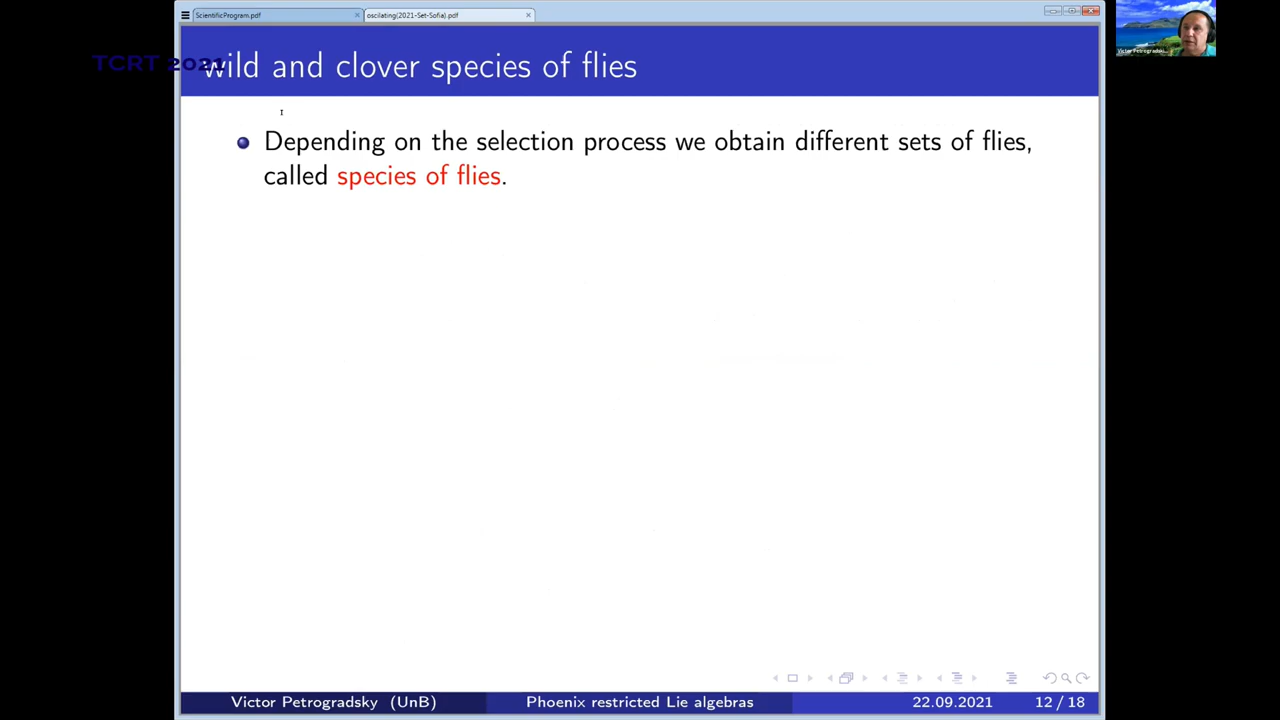 ScientificProgram.pdf
oscilating(2021-Set-Sofia).pdf
TCRT 2021
wild and clover species of flies
Depending on the selection process we obtain different sets of flies,
called species of flies.
Victor Petrogradsky (UnB)
Phoenix restricted Lie algebras
22.09.2021
12 / 18